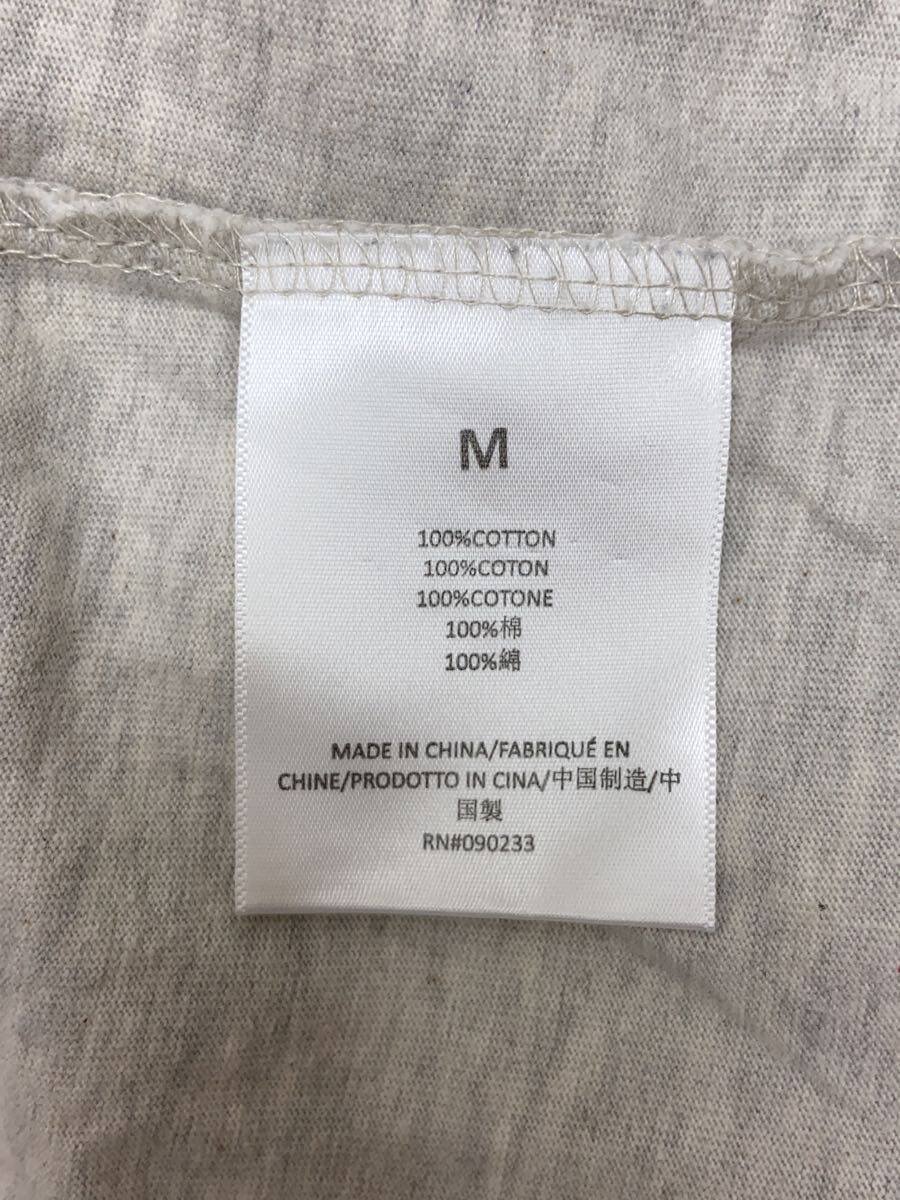 M
100%COTTON
100%COTON
100%COTONE
100%棉
100%綿
MADE IN CHINA/FABRIQUÉ EN
CHINE/PRODOTTO IN CINA/中国制造/中
国製
RN#090233